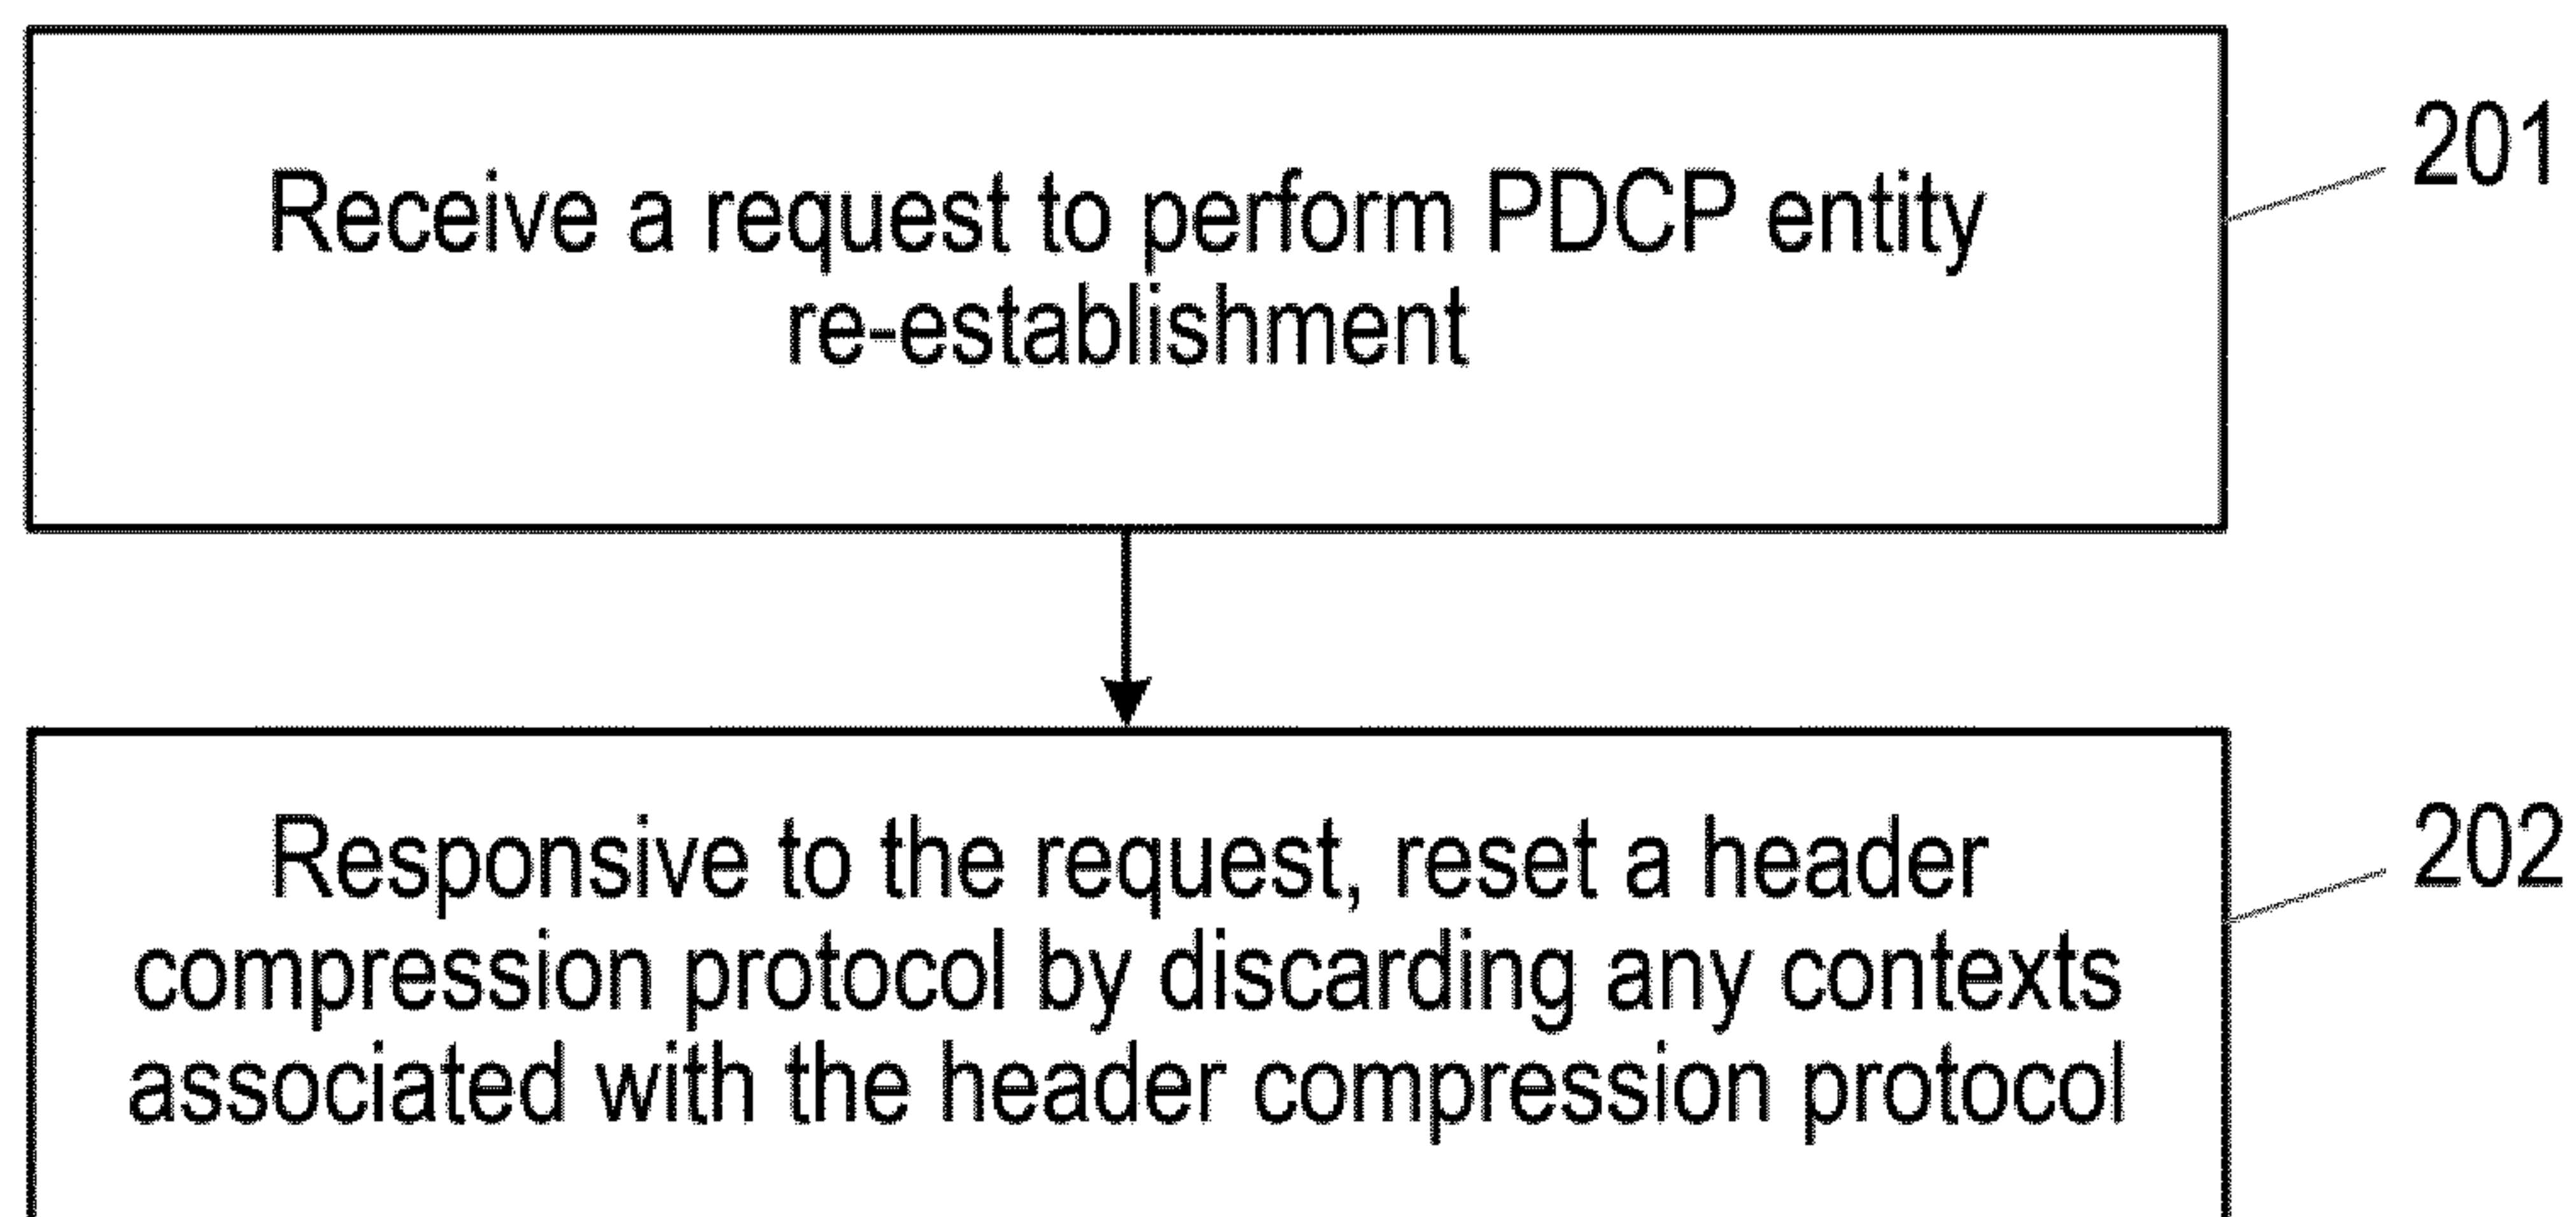 Receive a request to perform PDCP entity
re-establishment
201
Responsive to the request, reset a header
compression protocol by discarding any contexts
associated with the header compression protocol
202